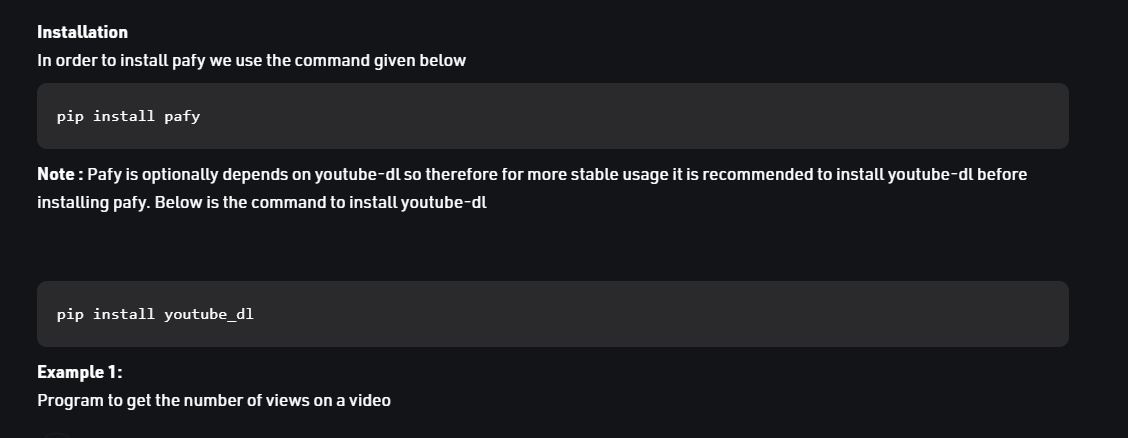 Installation
In order to install pafy we use the command given below
pip install pafy
Note : Pafy is optionally depends on youtube-dl so therefore for more stable usage it is recommended to install youtube-dl before
installing pafy. Below is the command to install youtube-dl
pip install youtube_dl
Example 1:
Program to get the number of views on a video